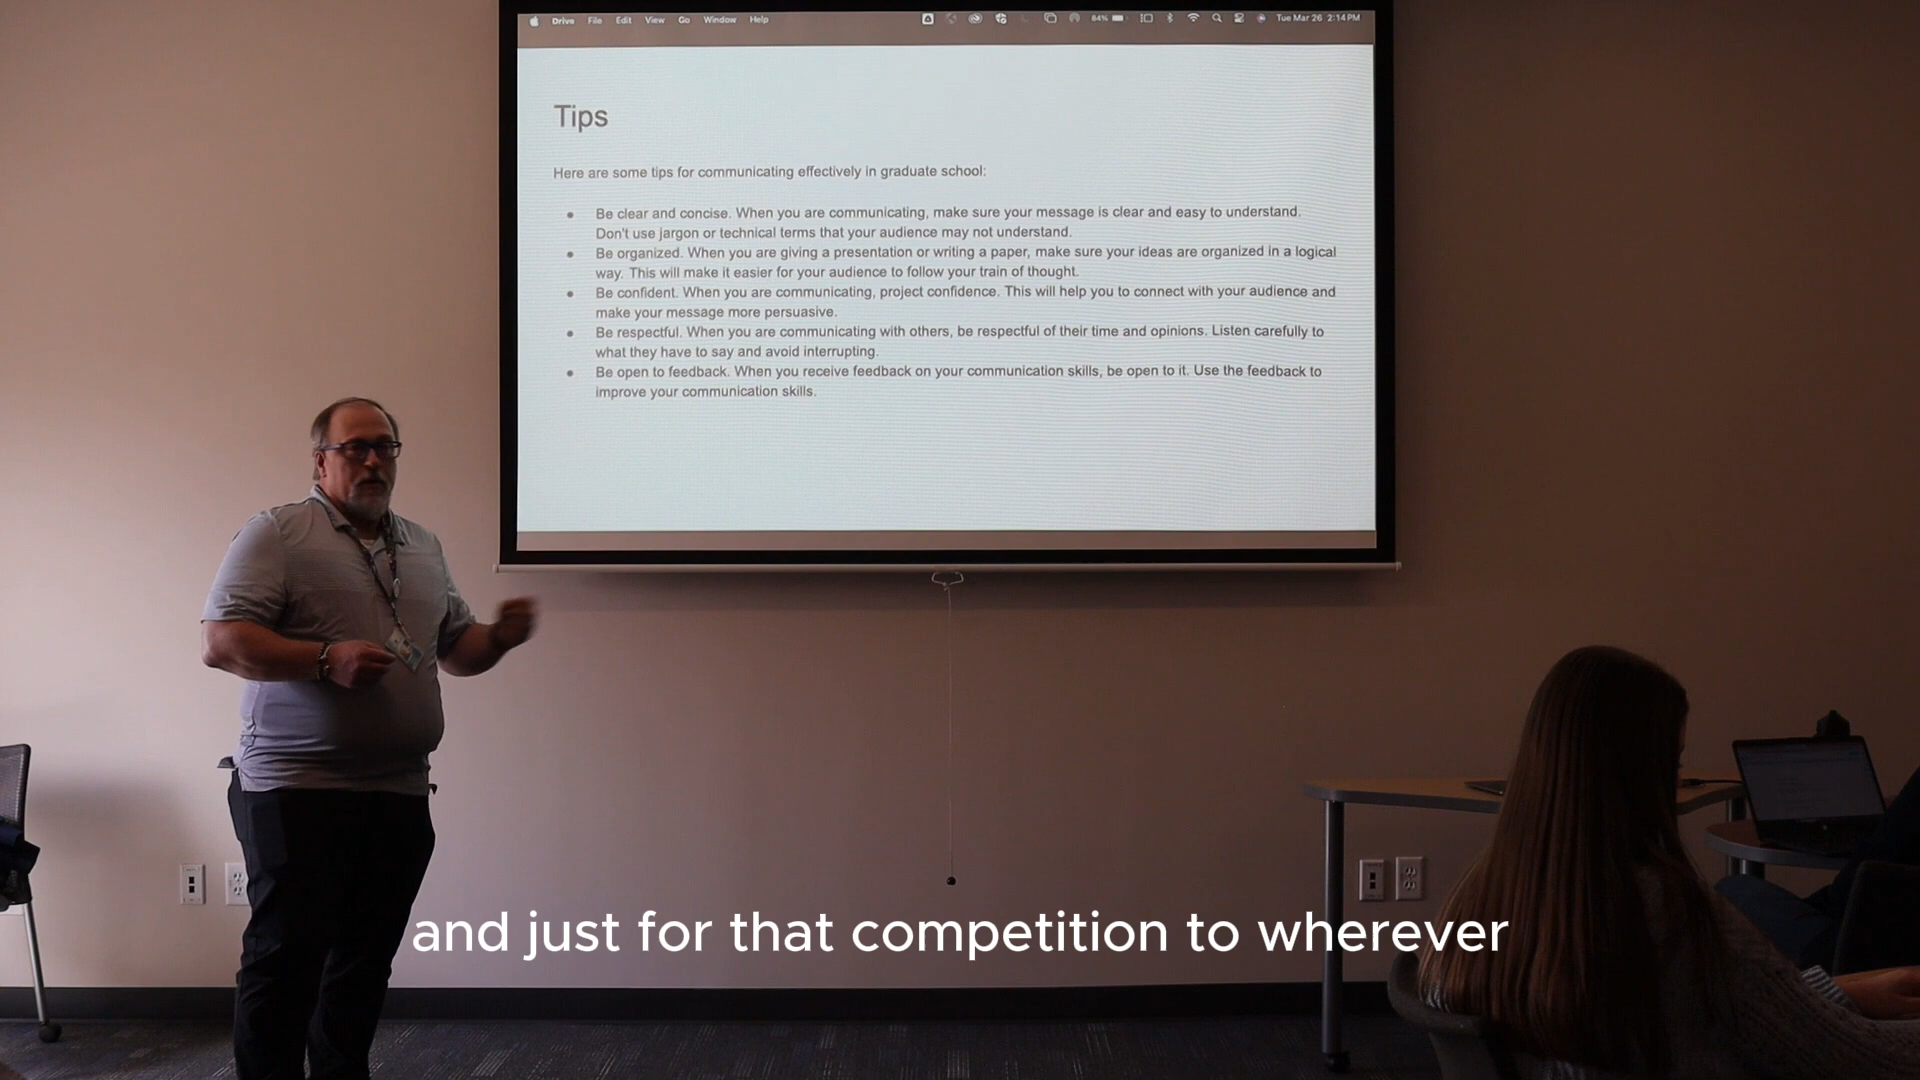 Drive File Edit View Go Window Help 84% Tue Mar 26 2:14 PM
Tips
Here are some tips for communicating effectively in graduate school:
● Be clear and concise. When you are communicating, make sure your message is clear and easy to understand.
Don't use jargon or technical terms that your audience may not understand.
● Be organized. When you are giving a presentation or writing a paper, make sure your ideas are organized in a logical
way. This will make it easier for your audience to follow your train of thought.
● Be confident. When you are communicating, project confidence. This will help you to connect with your audience and
make your message more persuasive.
● Be respectful. When you are communicating with others, be respectful of their time and opinions. Listen carefully to
what they have to say and avoid interrupting.
● Be open to feedback. When you receive feedback on your communication skills, be open to it. Use the feedback to
improve your communication skills.
and just for that competition to wherever